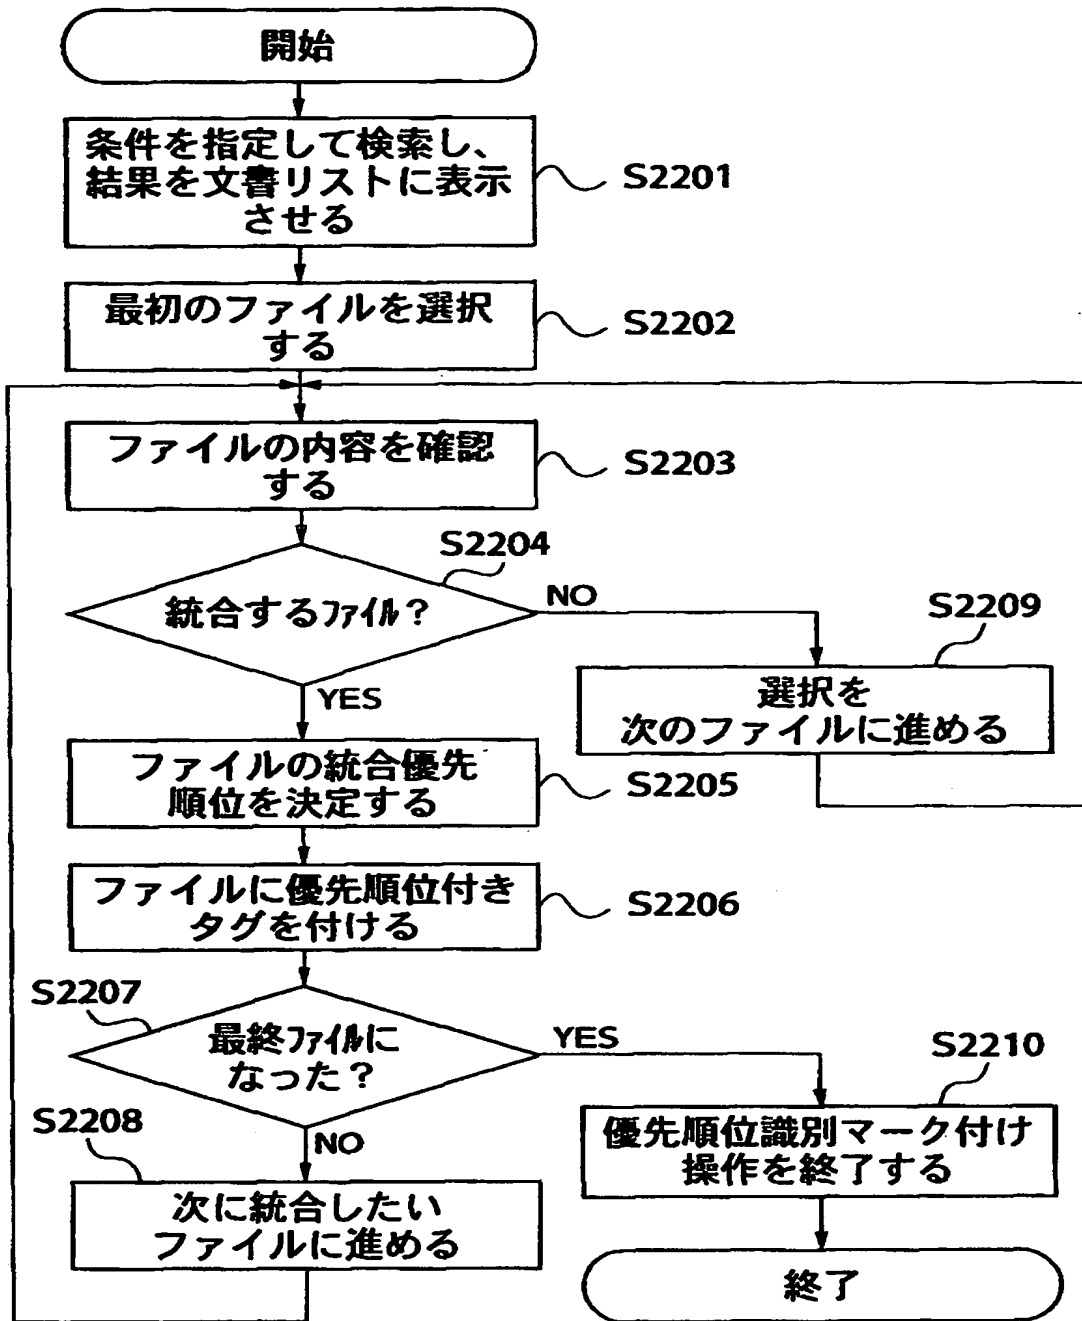 開始
条件を指定して検索し、
結果を文書リストに表示
させる
S2201
最初のファイルを選択
する
S2202
ファイルの内容を確認
する
S2203
S2204
統合するファイル？
NO
YES
S2209
選択を
次のファイルに進める
ファイルの統合優先
順位を決定する
S2205
ファイルに優先順位付き
タグを付ける
S2206
S2207
最終ファイルに
なった？
YES
NO
S2210
優先順位識別マーク付け
操作を終了する
S2208
次に統合したい
ファイルに進める
終了